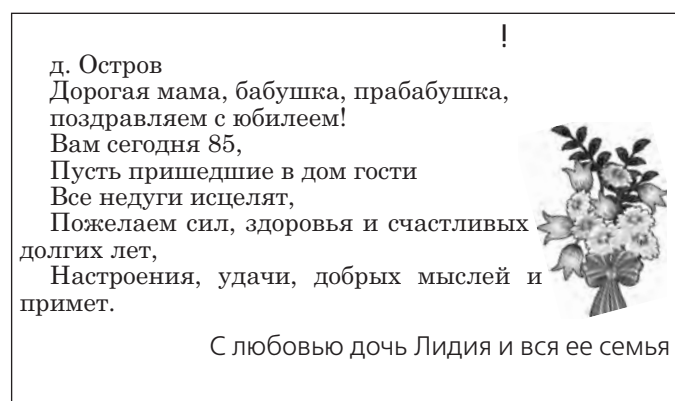 !
д. Остров
Дорогая мама, бабушка, прабабушка,
поздравляем с юбилеем!
Вам сегодня 85,
Пусть пришедшие в дом гости
Все недуги исцелят,
Пожелаем сил, здоровья и счастливых
долгих лет,
Настроения, удачи, добрых мыслей и
примет.
С любовью дочь Лидия и вся ее семья